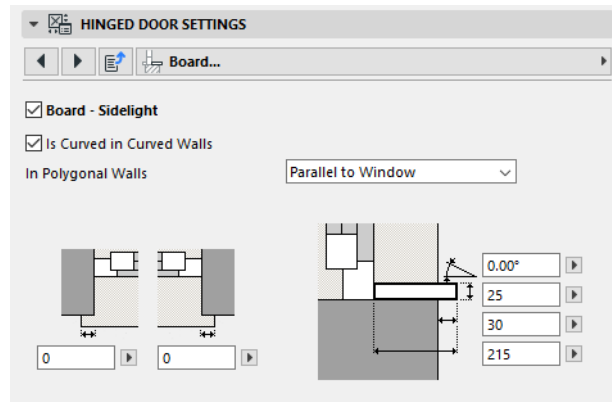 HINGED DOOR SETTINGS
Board...
Board - Sidelight
Is Curved in Curved Walls
In Polygonal Walls
Parallel to Window
0.00°
25
30
215
0
0